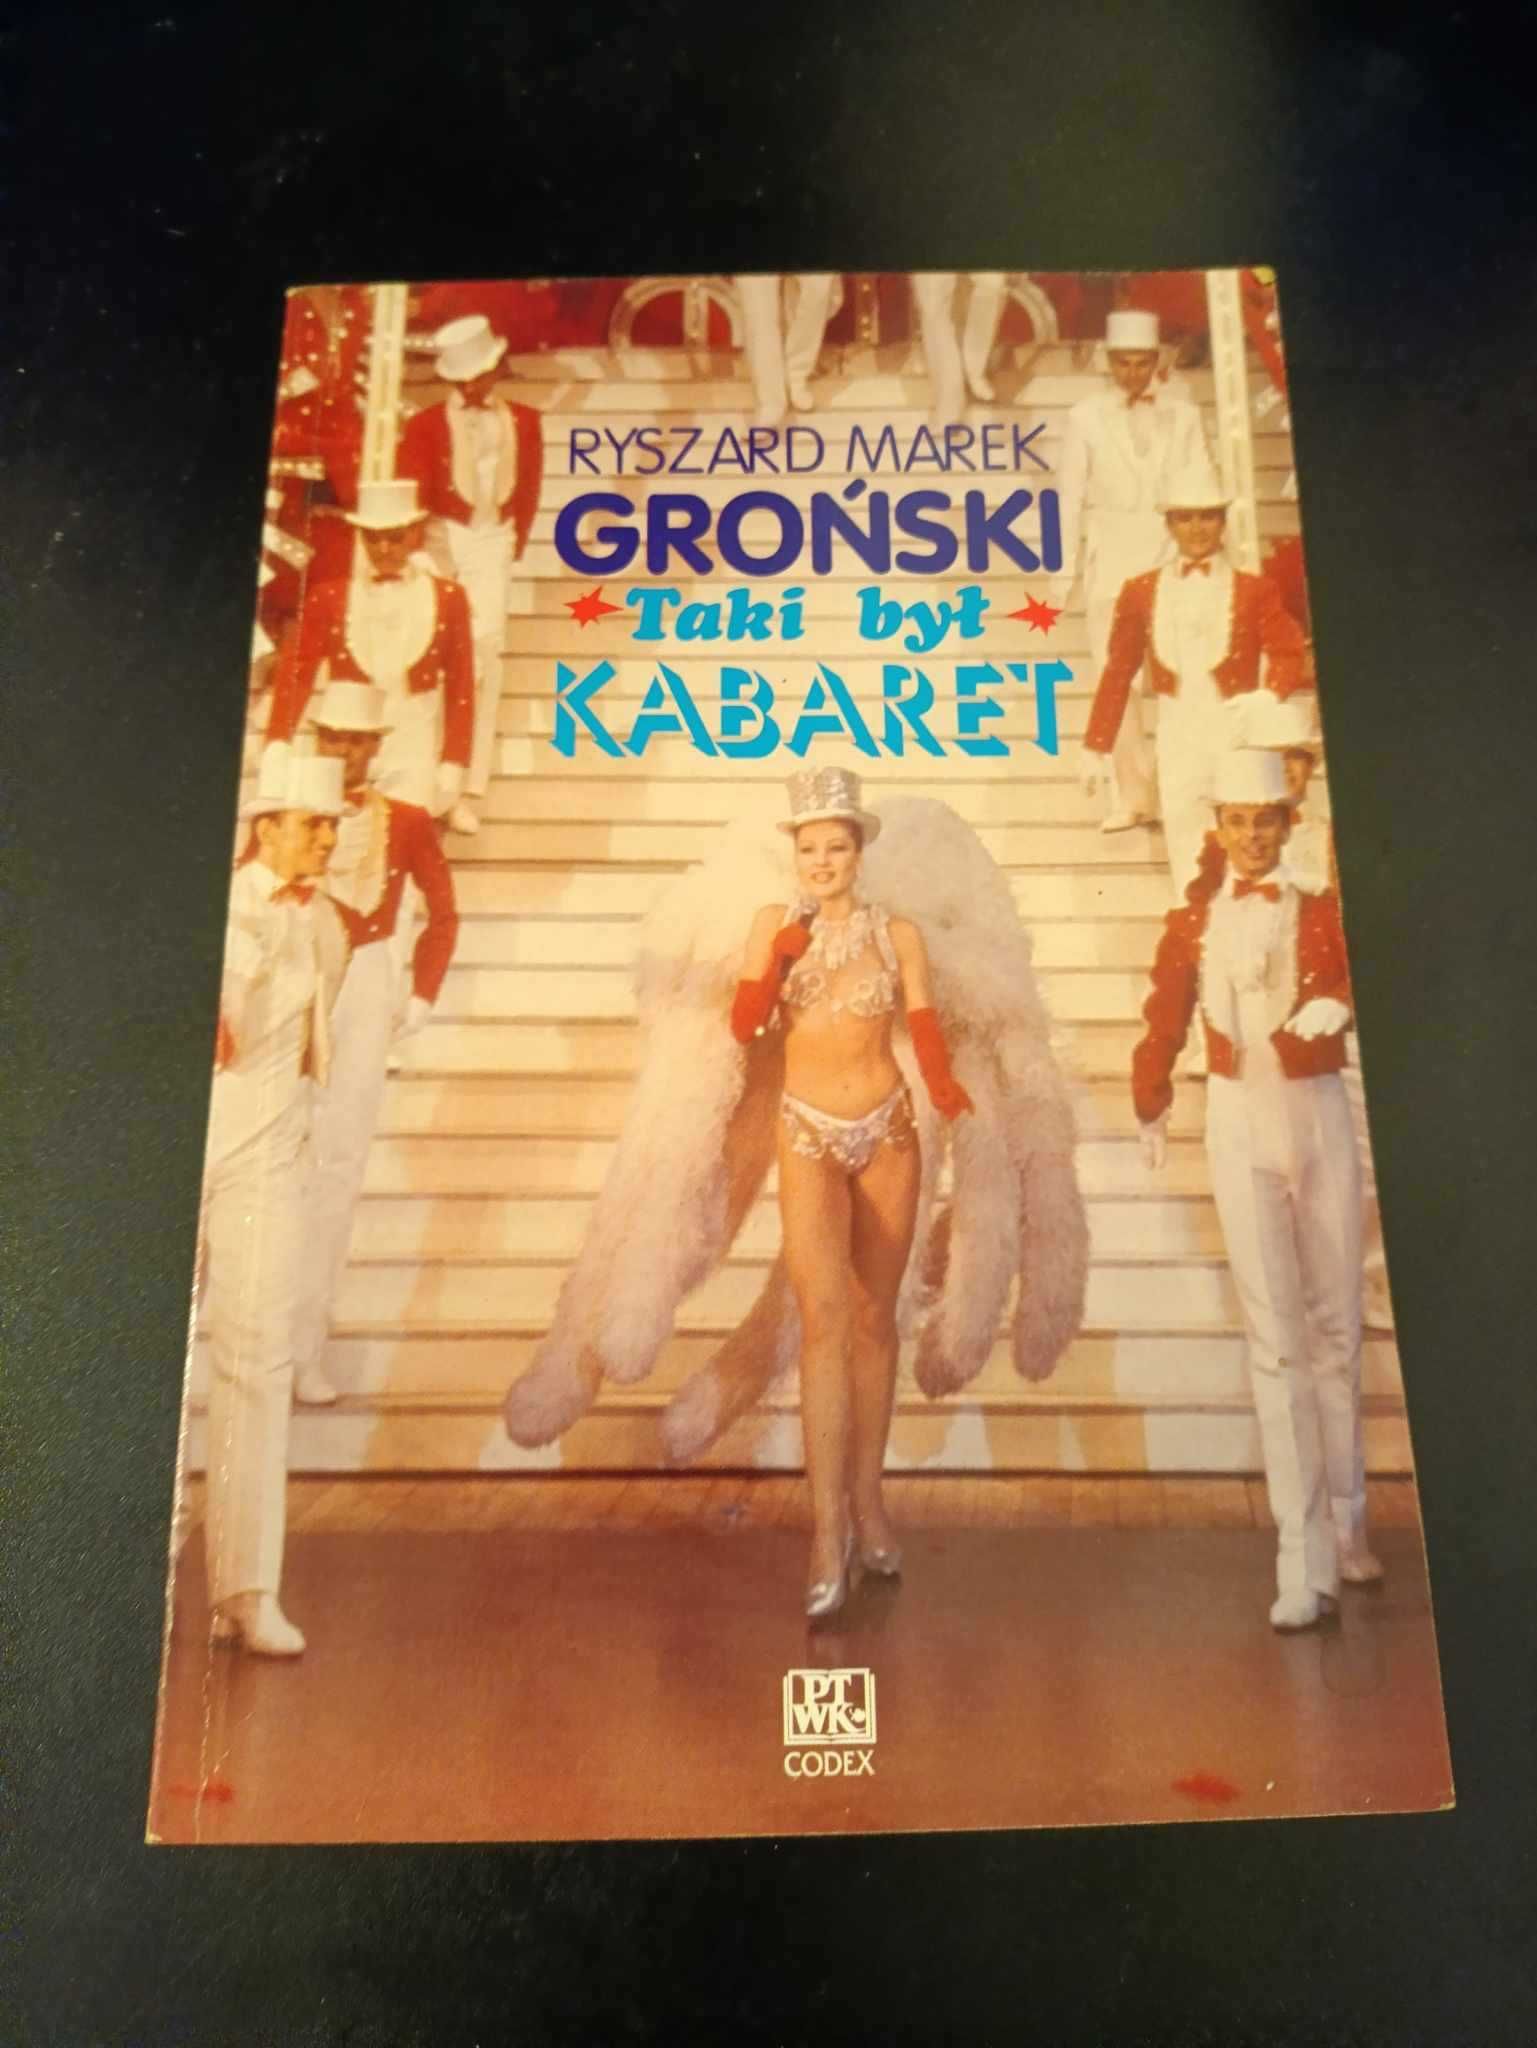 RYSZARD MAREK
GROŃSKI
Taki był
KABARET
PT
WK
CODEX